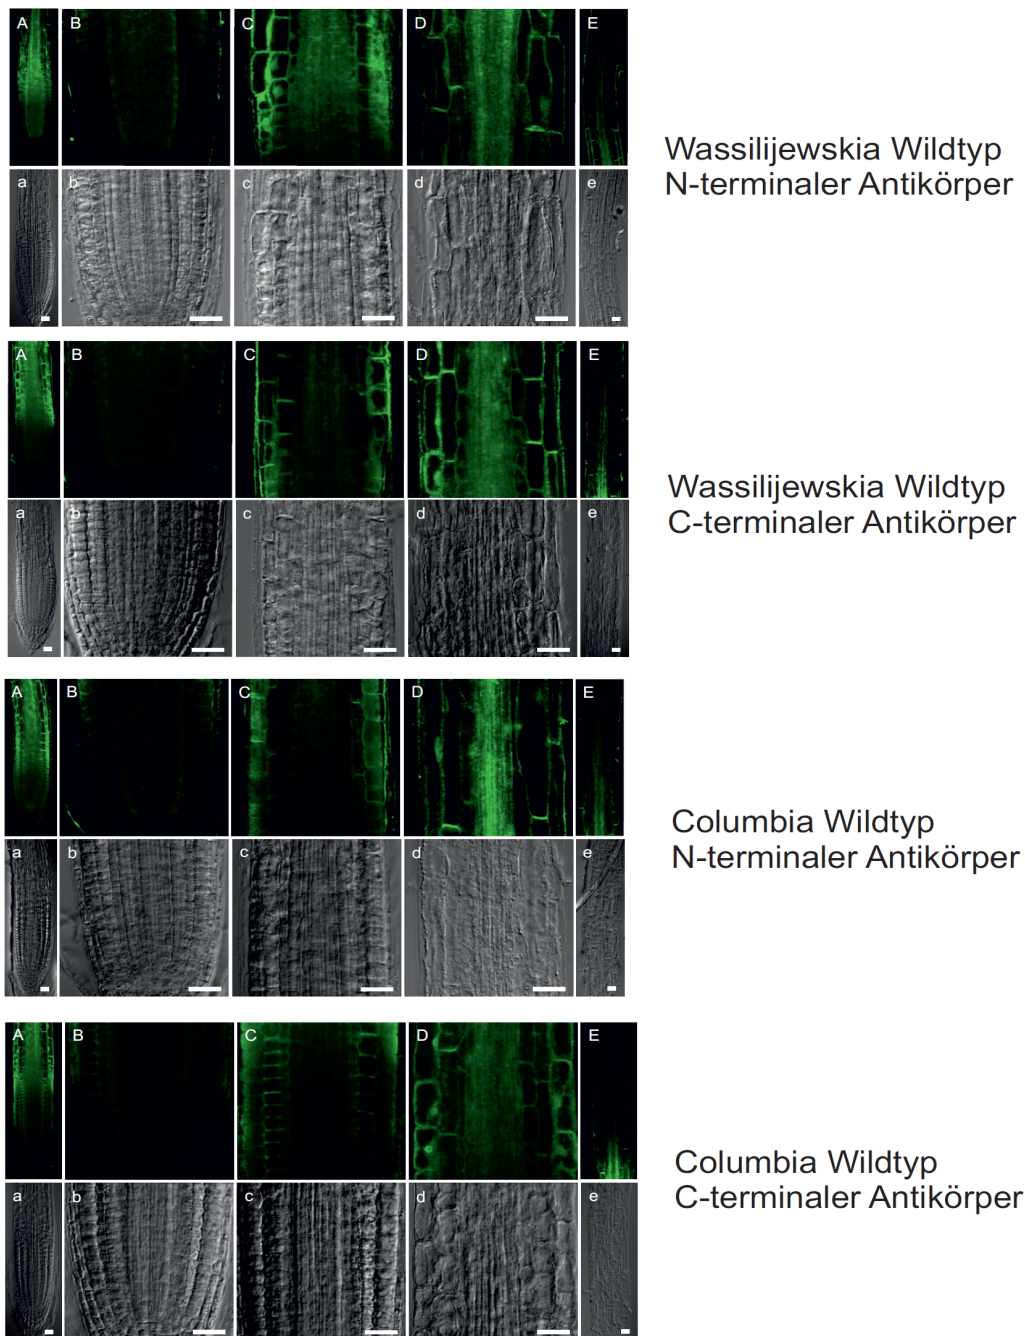 A B C D E
a b c d e
Wassilijewskia Wildtyp
N-terminaler Antikörper
A B C D E
a b c d e
Wassilijewskia Wildtyp
C-terminaler Antikörper
A B C D E
a b c d e
Columbia Wildtyp
N-terminaler Antikörper
A B C D E
a b c d e
Columbia Wildtyp
C-terminaler Antikörper